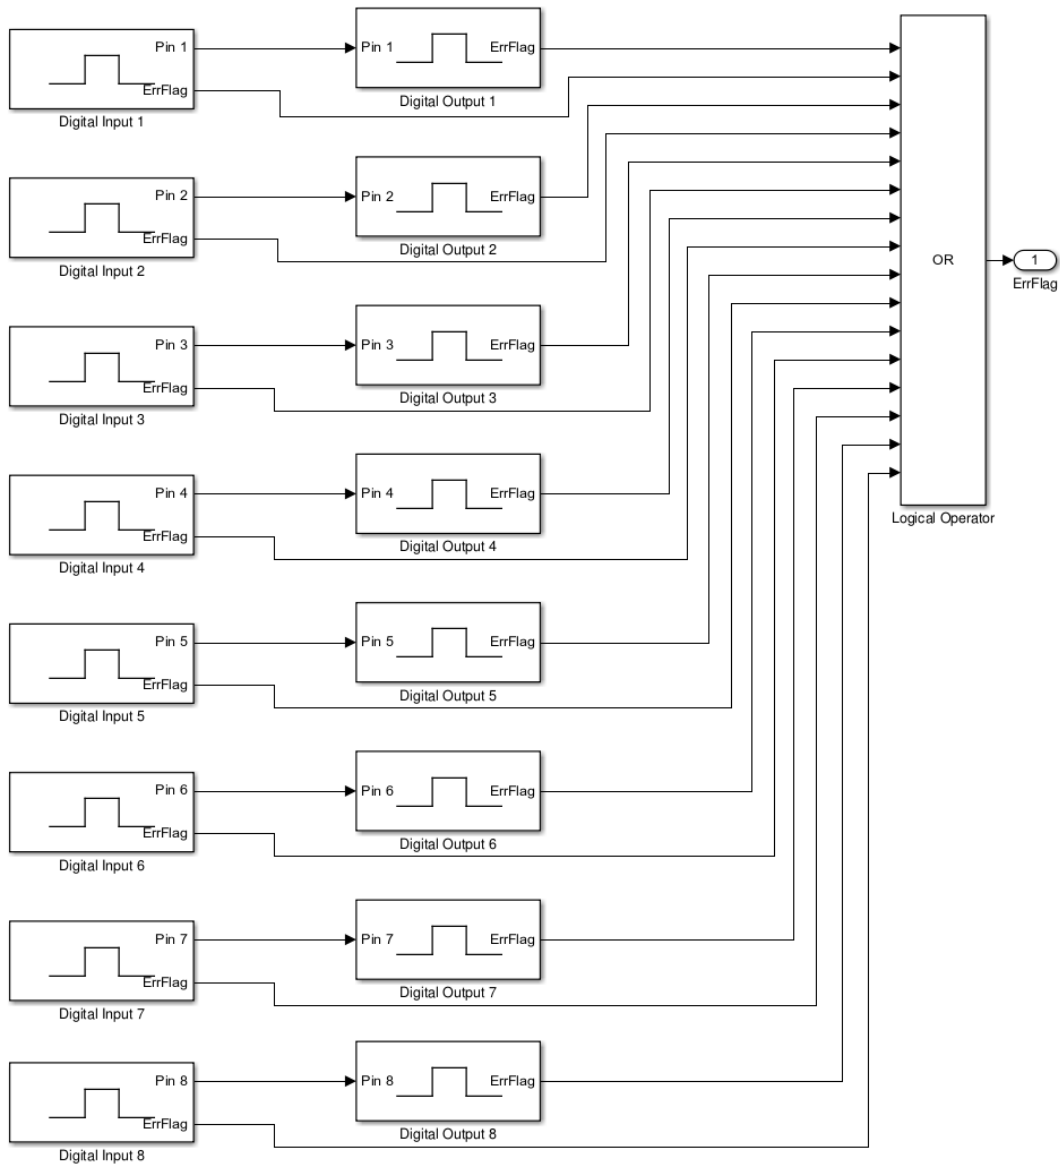 Pin 1
ErrFlag
Digital Input 1
Pin 1
ErrFlag
Digital Output 1
Pin 2
ErrFlag
Digital Input 2
Pin 2
ErrFlag
Digital Output 2
Pin 3
ErrFlag
Digital Input 3
Pin 3
ErrFlag
Digital Output 3
Pin 4
ErrFlag
Digital Input 4
Pin 4
ErrFlag
Digital Output 4
Pin 5
ErrFlag
Digital Input 5
Pin 5
ErrFlag
Digital Output 5
Pin 6
ErrFlag
Digital Input 6
Pin 6
ErrFlag
Digital Output 6
Pin 7
ErrFlag
Digital Input 7
Pin 7
ErrFlag
Digital Output 7
Pin 8
ErrFlag
Digital Input 8
Pin 8
ErrFlag
Digital Output 8
OR
Logical Operator
1
ErrFlag